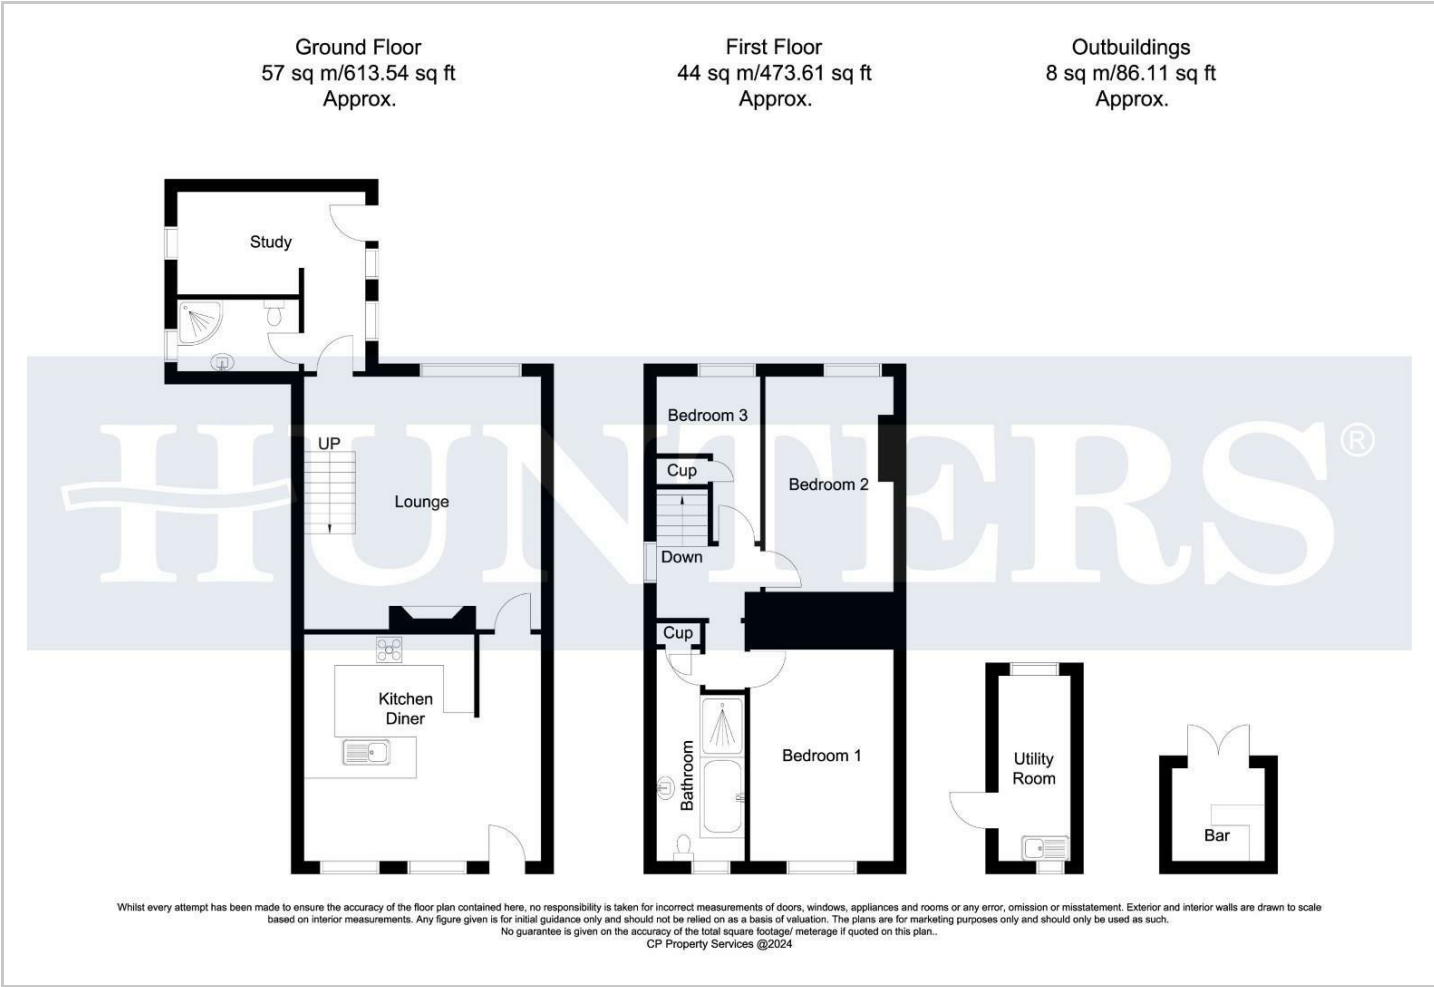 Ground Floor
57 sq m/613.54 sq ft
Approx.
First Floor
44 sq m/473.61 sq ft
Approx.
Outbuildings
8 sq m/86.11 sq ft
Approx.
Study
UP
Lounge
Kitchen
Diner
Bedroom 3
Cup
Bedroom 2
Down
Cup
Bathroom
Bedroom 1
Utility
Room
Bar
HUNTERS®
Whilst every attempt has been made to ensure the accuracy of the floor plan contained here, no responsibility is taken for incorrect measurements of doors, windows, appliances and rooms or any error, omission or misstatement. Exterior and interior walls are drawn to scale
based on interior measurements. Any figure given is for initial guidance only and should not be relied on as a basis of valuation. The plans are for marketing purposes only and should only be used as such.
No guarantee is given on the accuracy of the total square footage/ meterage if quoted on this plan..
CP Property Services @2024